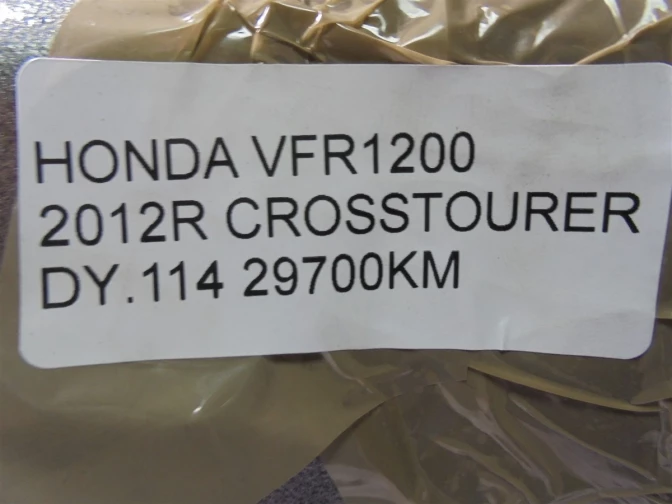 HONDA VFR1200
2012R CROSSTOURER
DY.114 29700KM